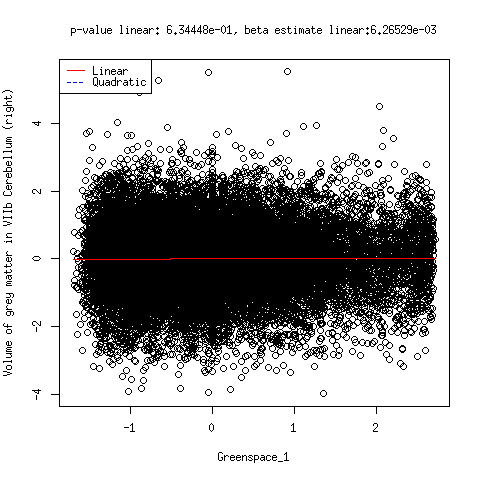 p-value linear: 6.34448e-01, beta estimate linear:6.26529e-03
Linear
Quadratic
Volume of grey matter in VIIb Cerebellum (right)
4
2
0
-2
-4
-1
0
1
2
Greenspace_1